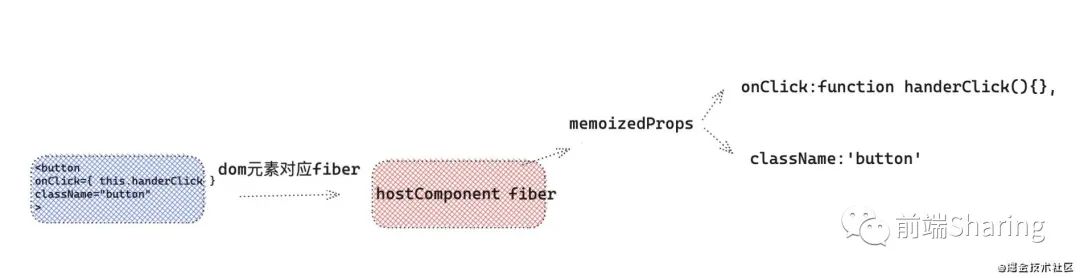 <button
onClick={ this.handerClick }
className="button"
>
dom元素对应fiber
hostComponent fiber
memoizedProps
onClick:function handerClick(){},
className:'button'
前端Sharing
@掘金技术社区